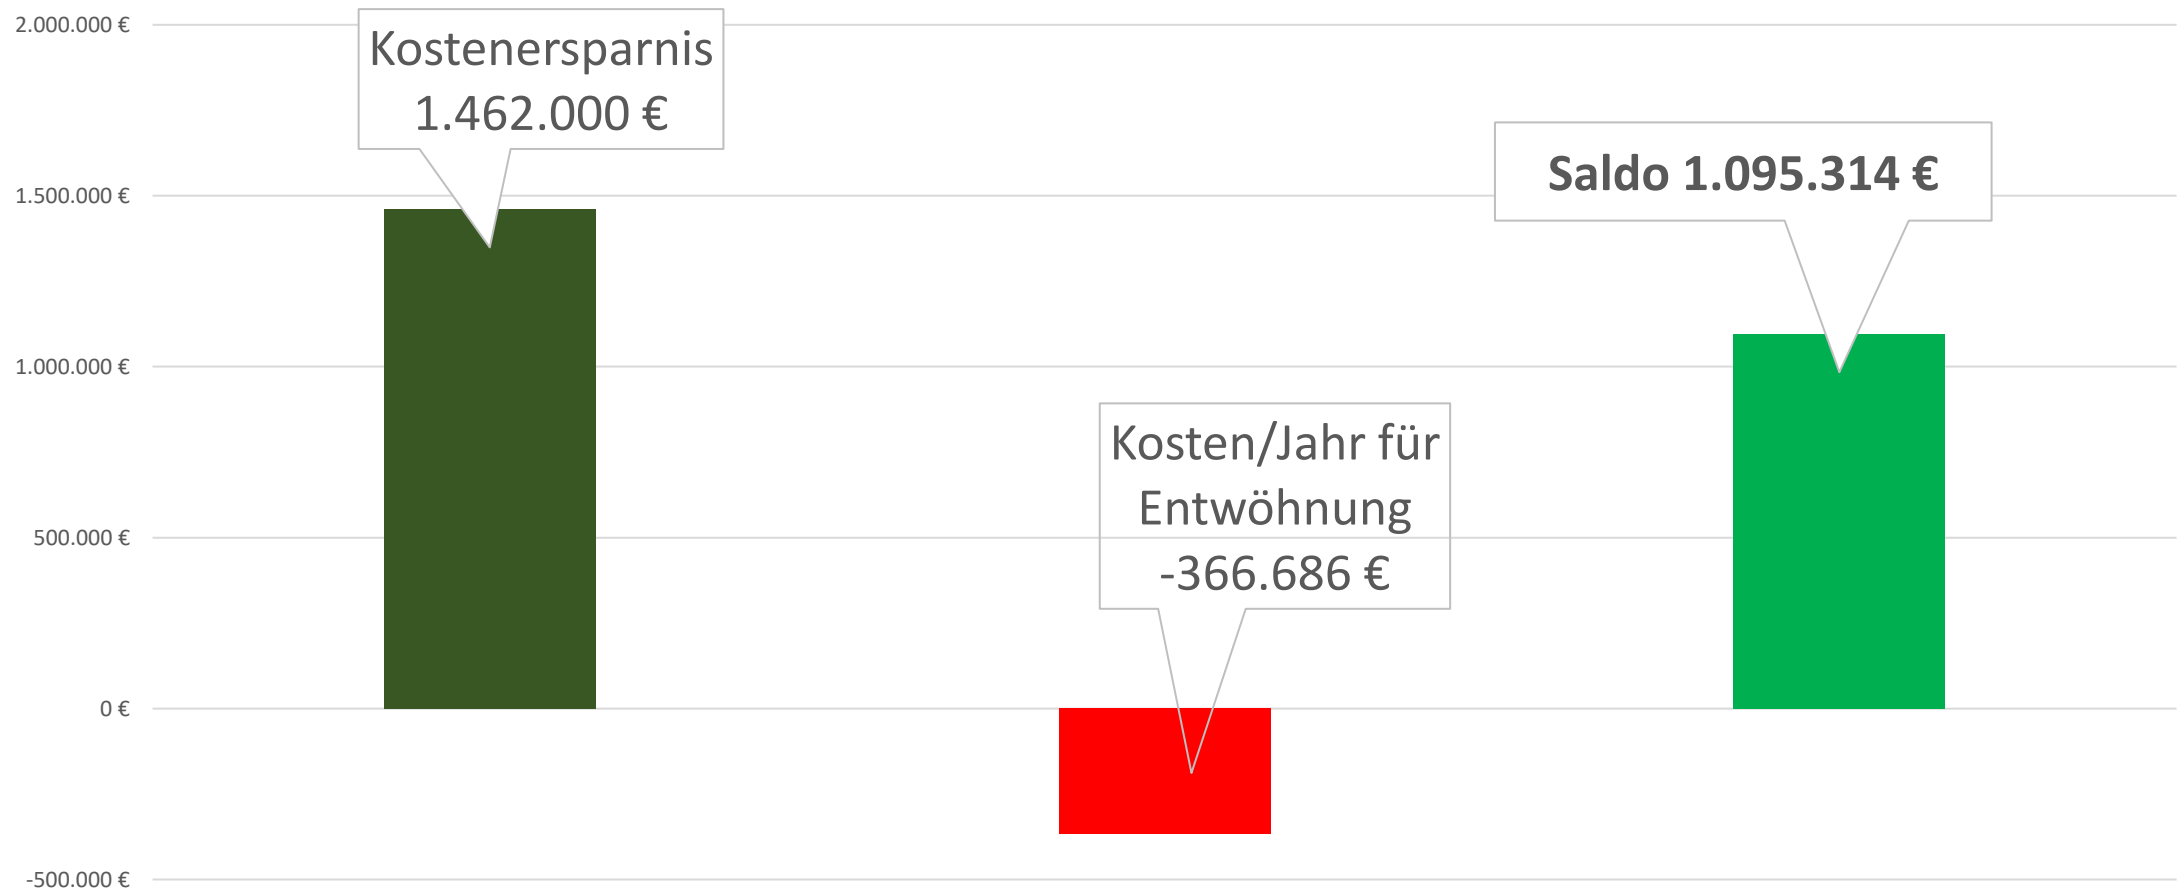 2.000.000 €
1.500.000 €
1.000.000 €
500.000 €
0 €
-500.000 €
Kostenersparnis
1.462.000 €
Kosten/Jahr für
Entwöhnung
-366.686 €
Saldo 1.095.314 €